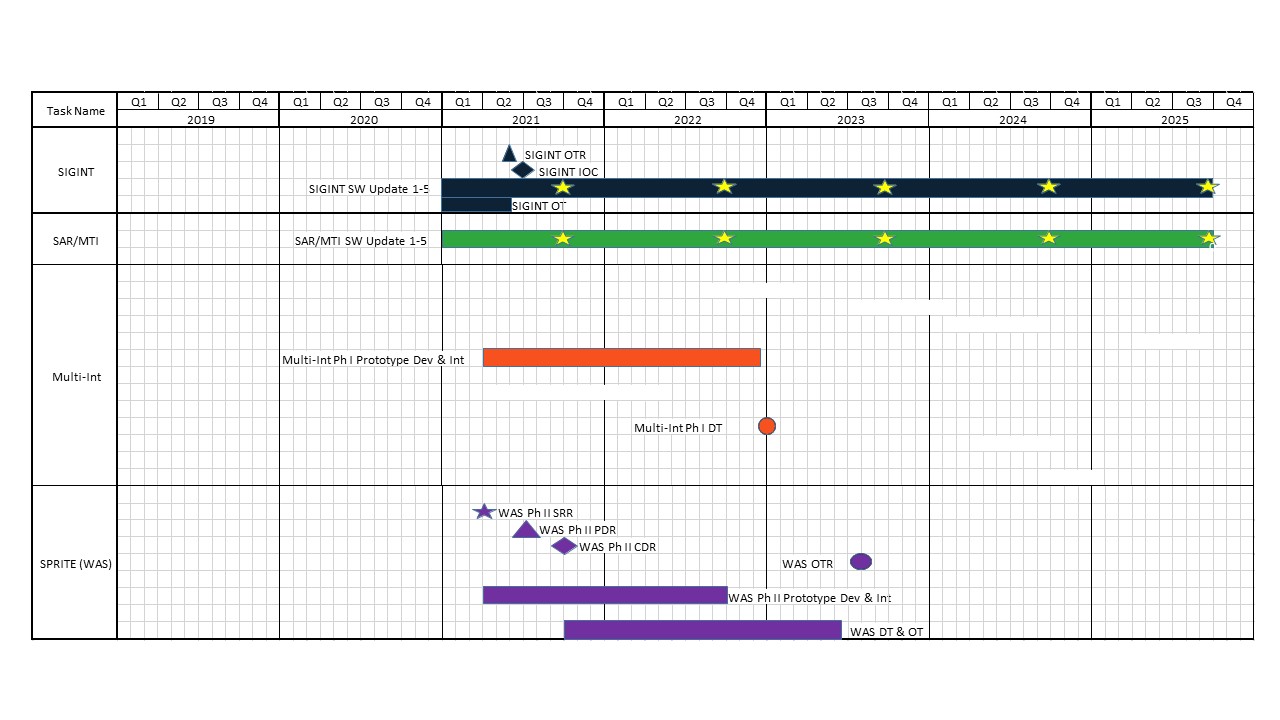 Task Name
Q1 Q2 Q3 Q4 Q1 Q2 Q3 Q4 Q1 Q2 Q3 Q4 Q1 Q2 Q3 Q4 Q1 Q2 Q3 Q4 Q1 Q2 Q3 Q4 Q1 Q2 Q3 Q4
2019 2020 2021 2022 2023 2024 2025
SIGINT
SIGINT OTR
SIGINT IOC
SIGINT SW Update 1-5
SIGINT OT
SAR/MTI
SAR/MTI SW Update 1-5
Multi-Int
Multi-Int Ph I Prototype Dev & Int
Multi-Int Ph I DT
SPRITE (WAS)
WAS Ph II SRR
WAS Ph II PDR
WAS Ph II CDR
WAS OTR
WAS Ph II Prototype Dev & Int
WAS DT & OT